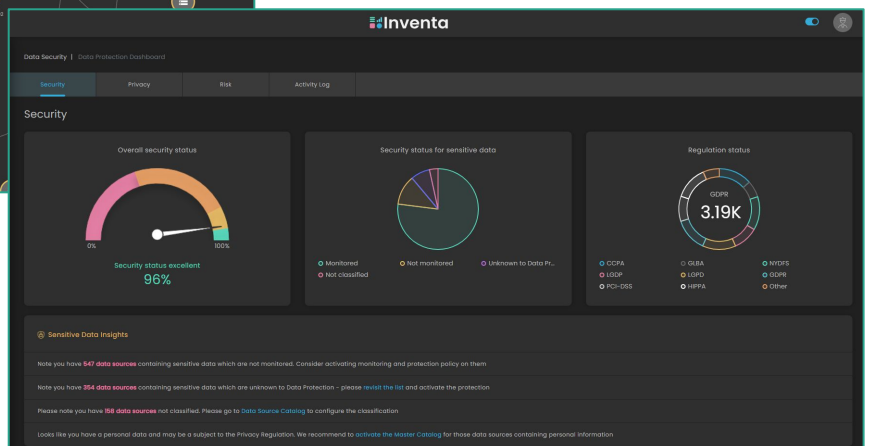 Inventa
Data Security | Data Protection Dashboard
Security Privacy Risk Activity Log
Security
Overall security status
0% 100%
Security status excellent
96%
Security status for sensitive data
Monitored Not monitored Unknown to Data Pr...
Not classified
Regulation status
GDPR
3.19K
CCPA GLBA NYDFS
LGDP LGPD GDPR
PCI-DSS HIPPA Other
Sensitive Data Insights
Note you have 547 data sources containing sensitive data which are not monitored. Consider activating monitoring and protection policy on them
Note you have 354 data sources containing sensitive data which are unknown to Data Protection - please revisit the list and activate the protection
Please note you have 158 data sources not classified. Please go to Data Source Catalog to configure the classification
Looks like you have a personal data and may be a subject to the Privacy Regulation. We recommend to activate the Master Catalog for those data sources containing personal information